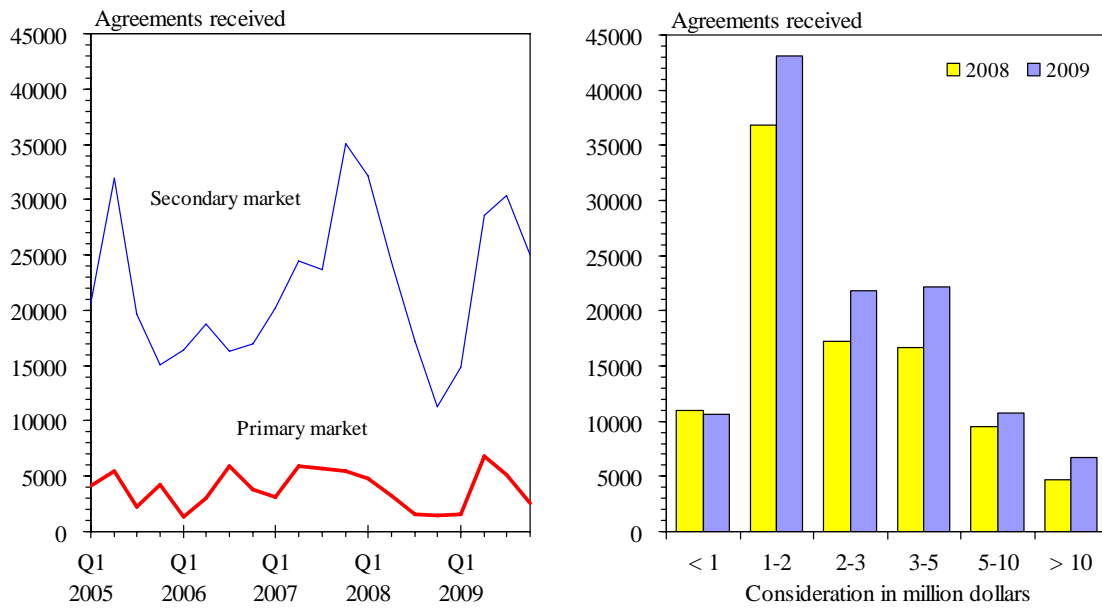 Agreements received
45000
40000
35000
30000
25000
20000
15000
10000
5000
0
Secondary market
Primary market
Q1 Q1 Q1 Q1 Q1
2005 2006 2007 2008 2009
Agreements received
45000
40000
35000
30000
25000
20000
15000
10000
5000
0
2008 2009
< 1 1-2 2-3 3-5 5-10 > 10
Consideration in million dollars